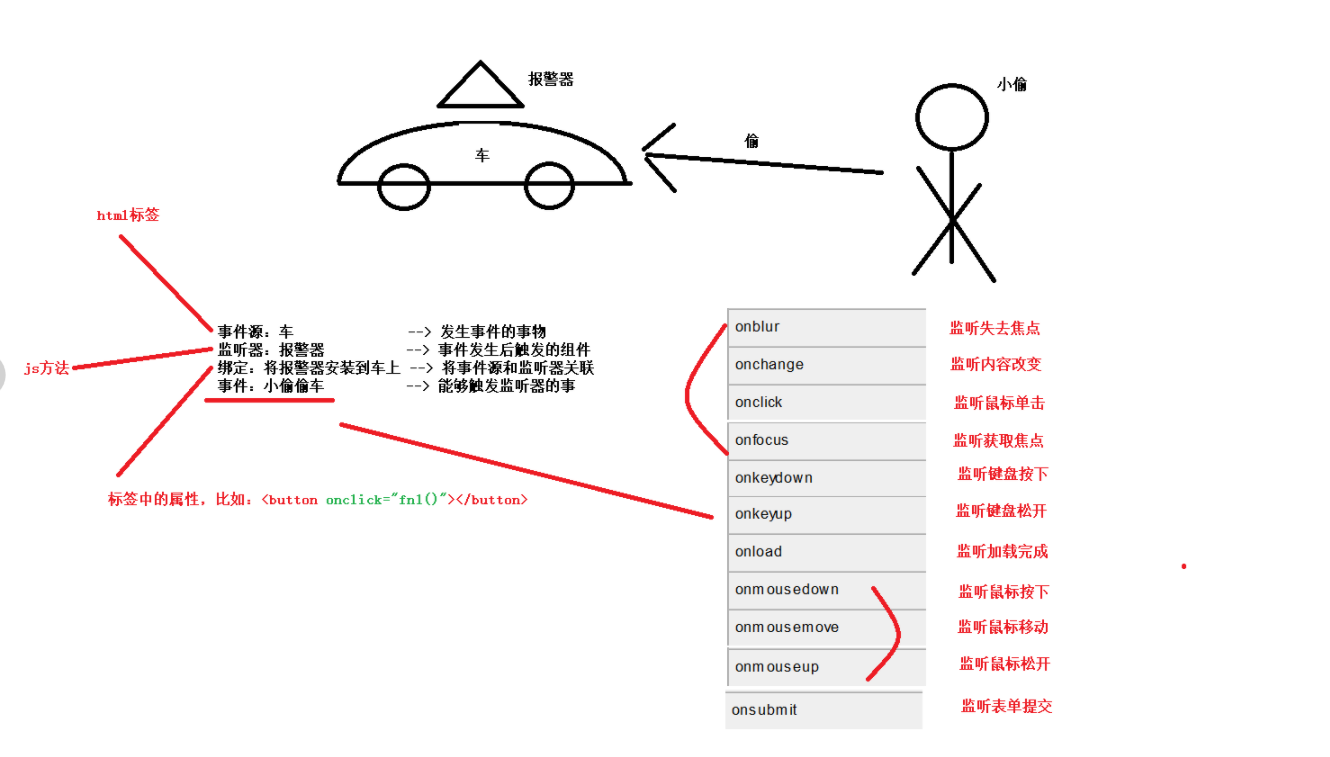 报警器
小偷
偷
车
html标签
事件源：车 --> 发生事件的事物
监听器：报警器 --> 事件发生后触发的组件
js方法
绑定：将报警器安装到车上 --> 将事件源和监听器关联
事件：小偷偷车 --> 能够触发监听器的事
标签中的属性，比如：<button onclick="fn1()"></button>
onblur 监听失去焦点
onchange 监听内容改变
onclick 监听鼠标单击
onfocus 监听获取焦点
onkeydown 监听键盘按下
onkeyup 监听键盘松开
onload 监听加载完成
onmousedown 监听鼠标按下
onmousemove 监听鼠标移动
onmouseup 监听鼠标松开
onsubmit 监听表单提交